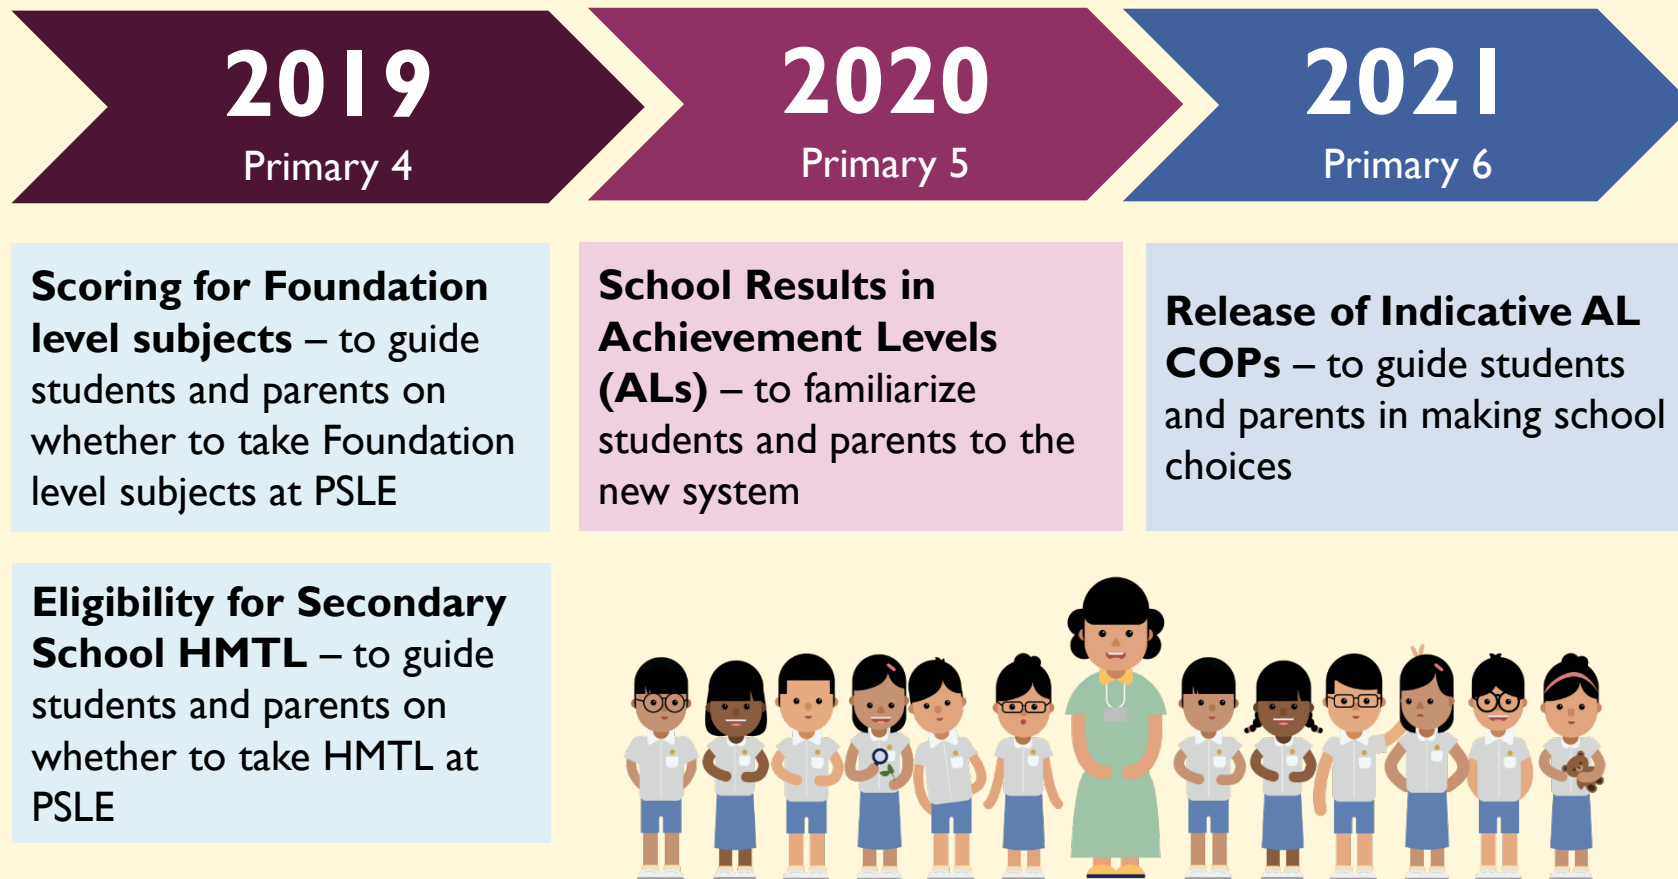 2019
Primary 4
2020
Primary 5
2021
Primary 6
Scoring for Foundation
level subjects – to guide
students and parents on
whether to take Foundation
level subjects at PSLE
School Results in
Achievement Levels
(ALs) – to familiarize
students and parents to the
new system
Release of Indicative AL
COPs – to guide students
and parents in making school
choices
Eligibility for Secondary
School HMTL – to guide
students and parents on
whether to take HMTL at
PSLE